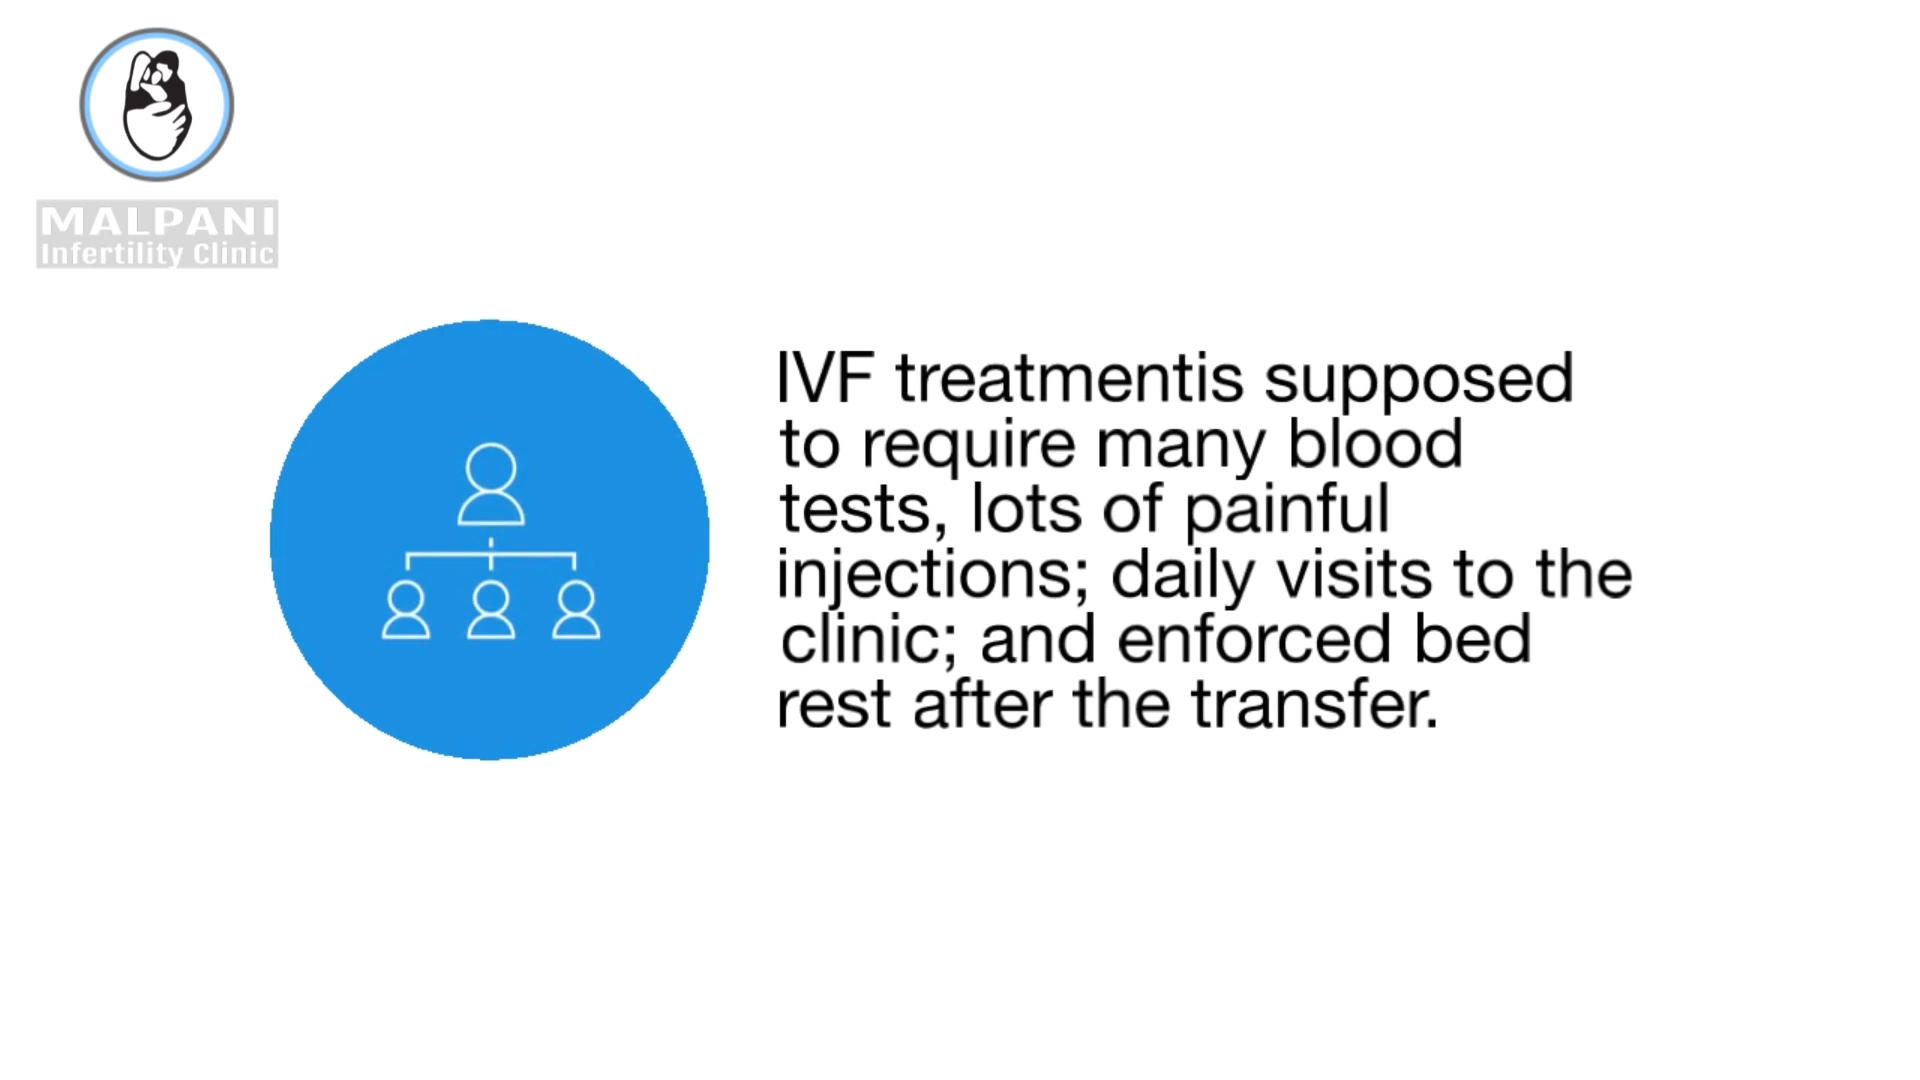 MALPANI
Infertility Clinic
IVF treatmentis supposed
to require many blood
tests, lots of painful
injections; daily visits to the
clinic; and enforced bed
rest after the transfer.